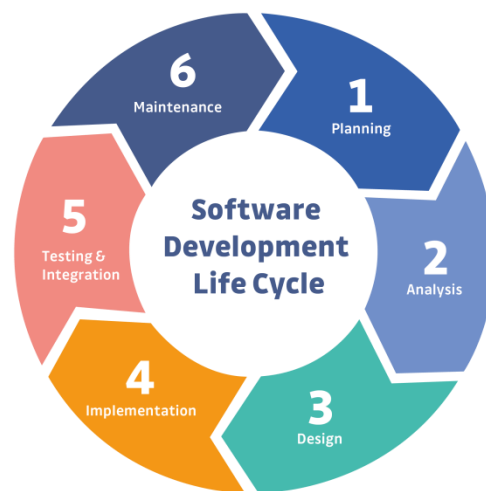 Software
Development
Life Cycle
1
Planning
2
Analysis
3
Design
4
Implementation
5
Testing &
Integration
6
Maintenance